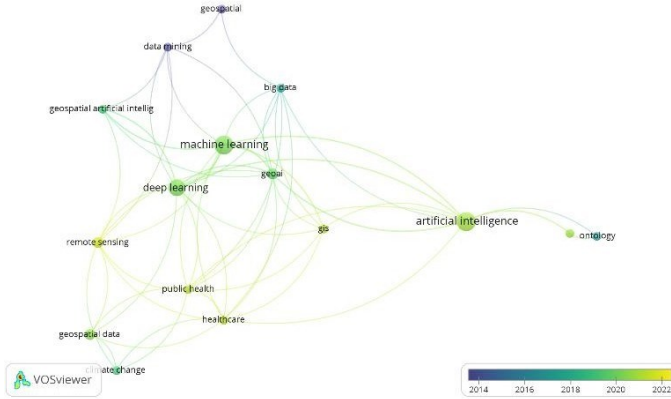 geospatial
data mining
big data
geospatial artificial intellig
machine learning
geoai
deep learning
artificial intelligence
gis
ontology
remote sensing
public health
healthcare
geospatial data
climate change
VOSviewer
2014 2016 2018 2020 2022